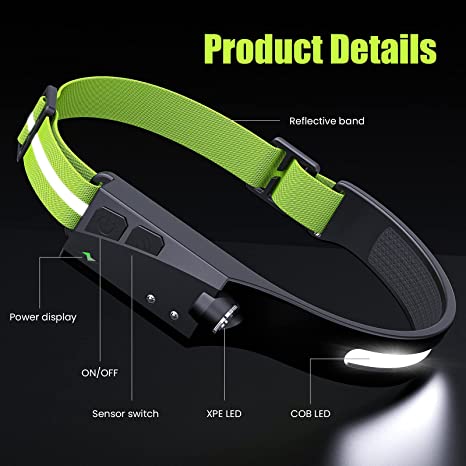 Product Details
Reflective band
Power display
ON/OFF
Sensor switch
XPE LED
COB LED